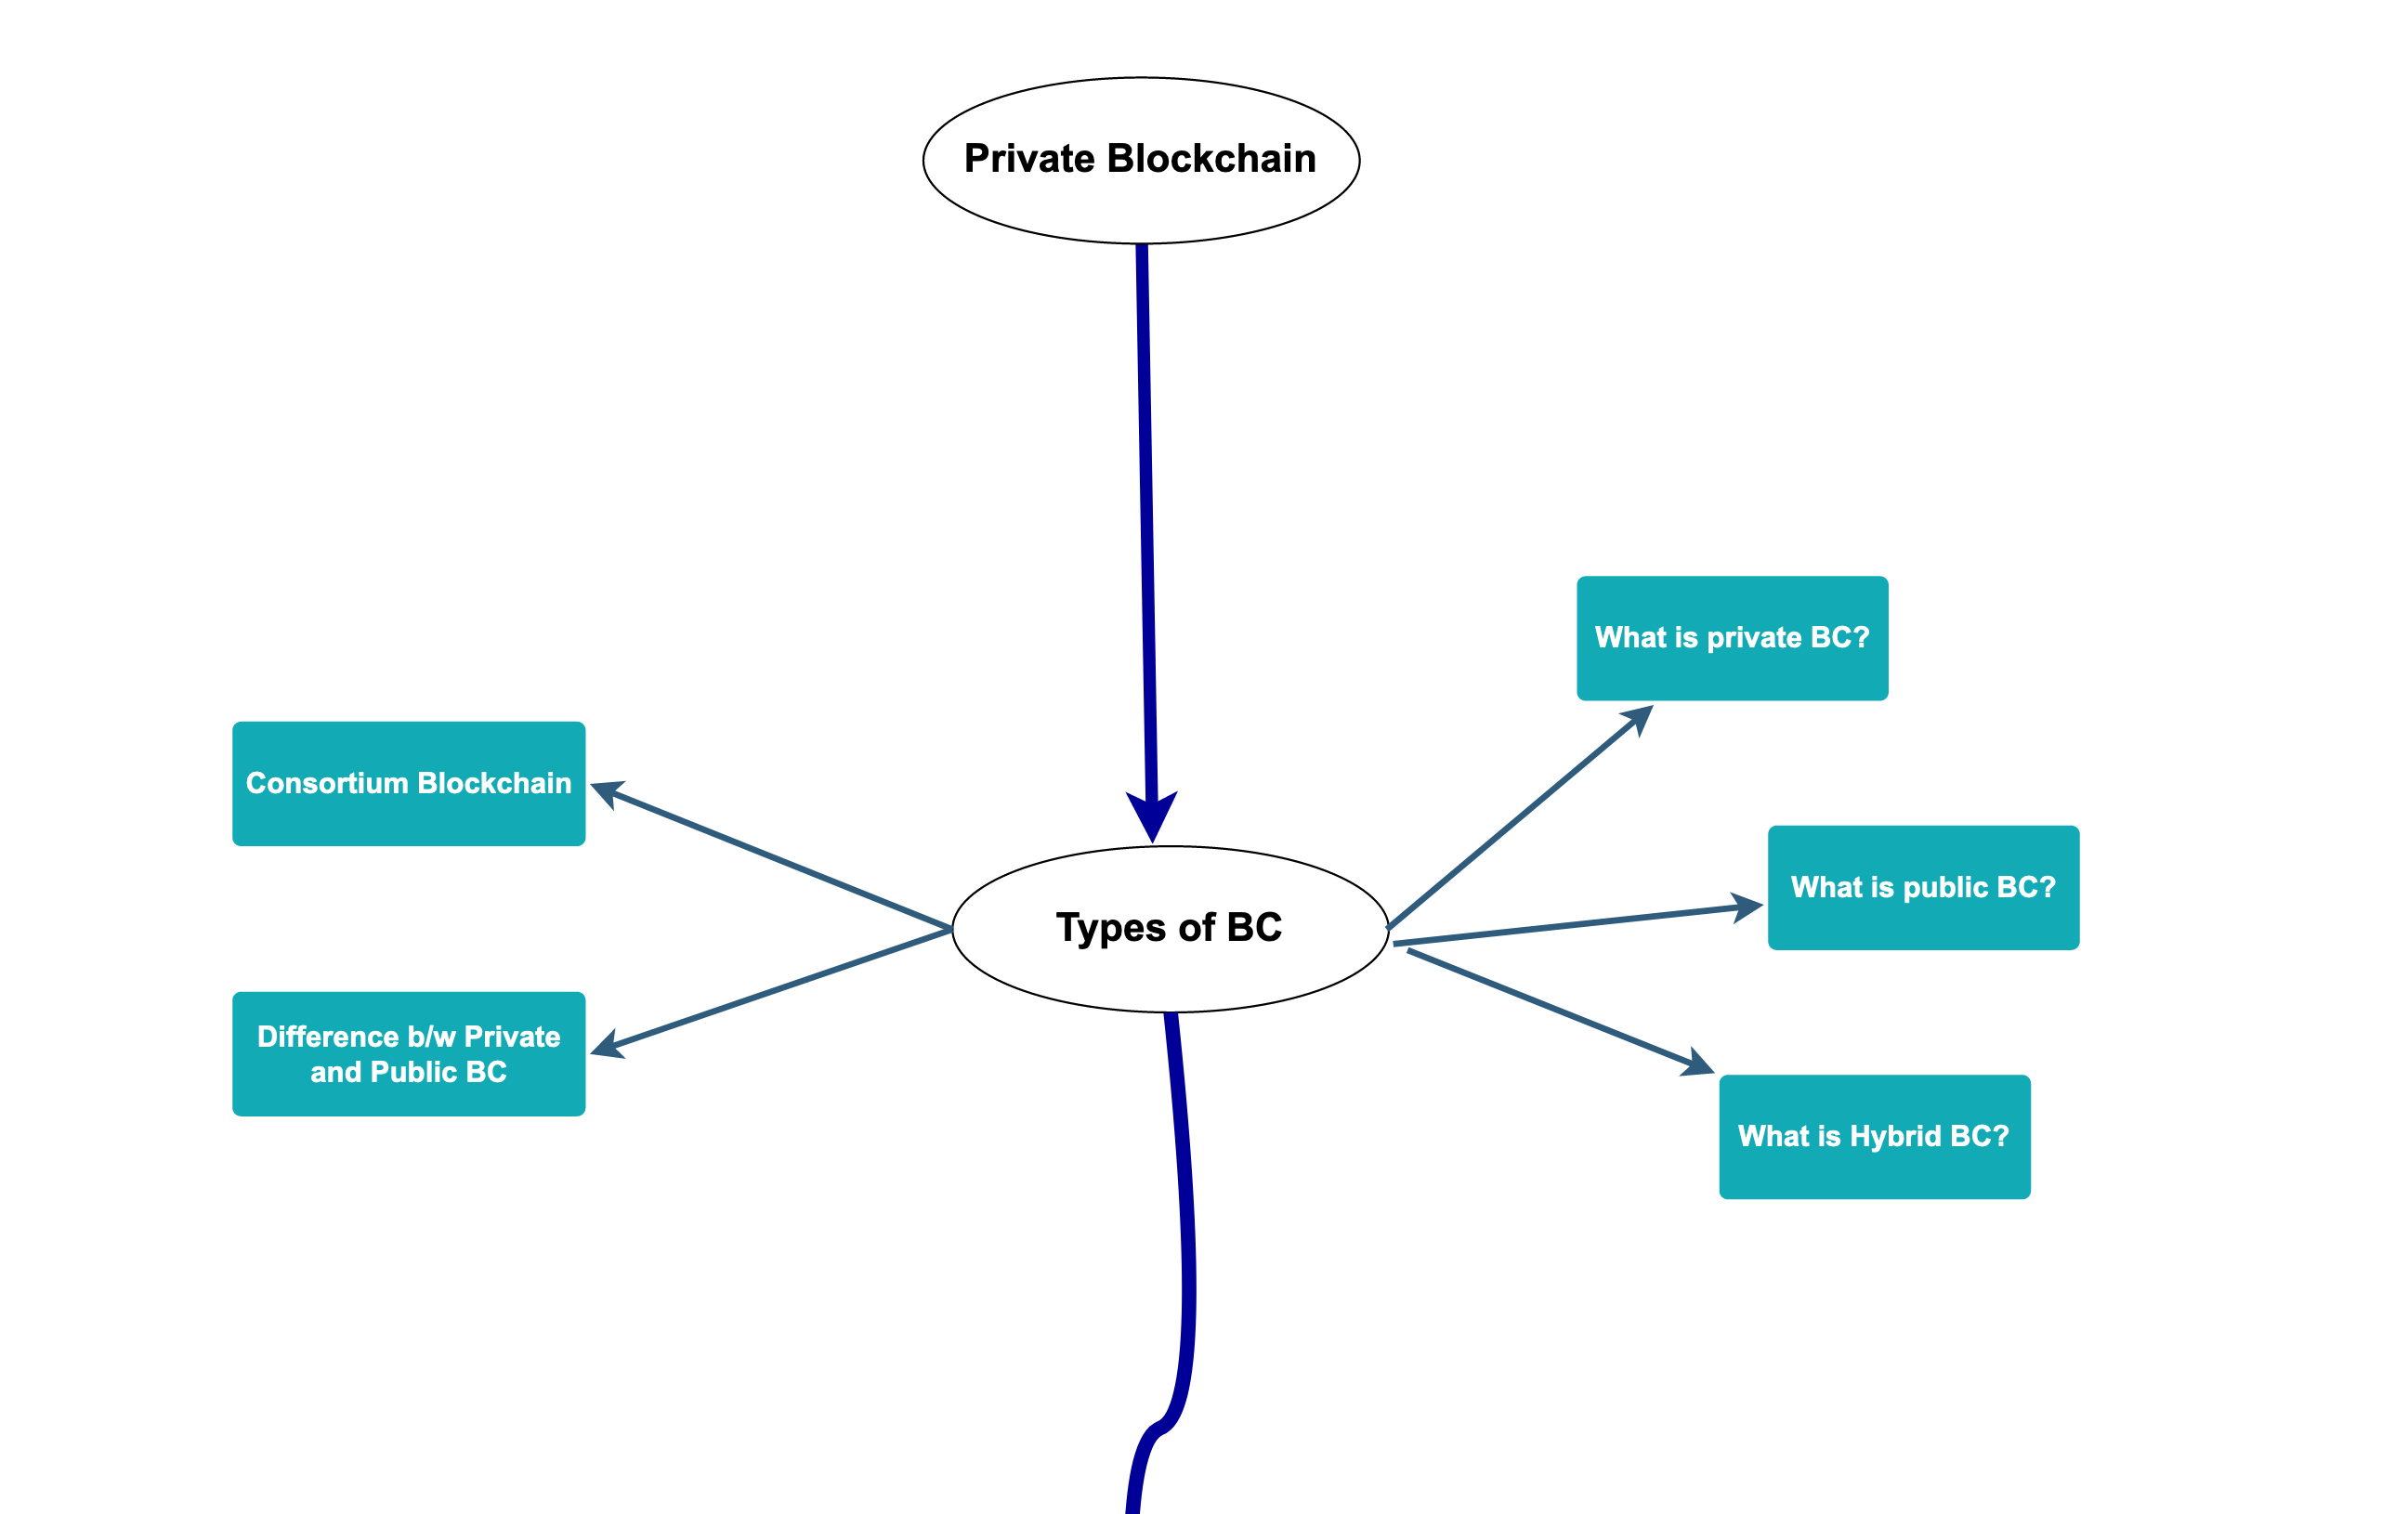 Private Blockchain
What is private BC?
Consortium Blockchain
What is public BC?
Types of BC
Difference b/w Private
and Public BC
What is Hybrid BC?